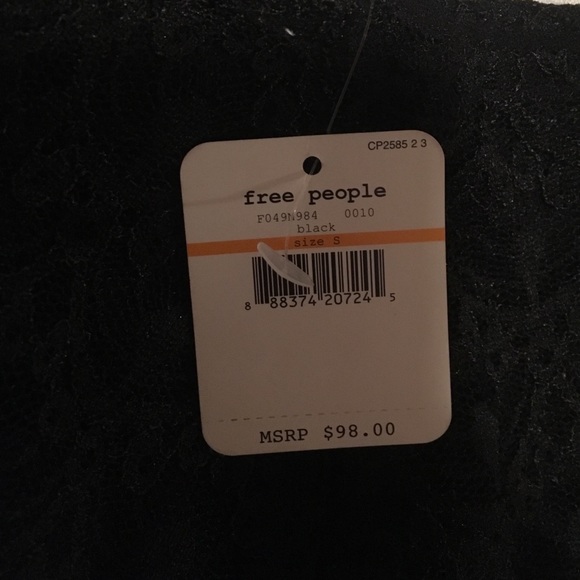 CP2585 2 3
free people
F049N984 0010
black
size S
8 88374 20724 5
MSRP $98.00